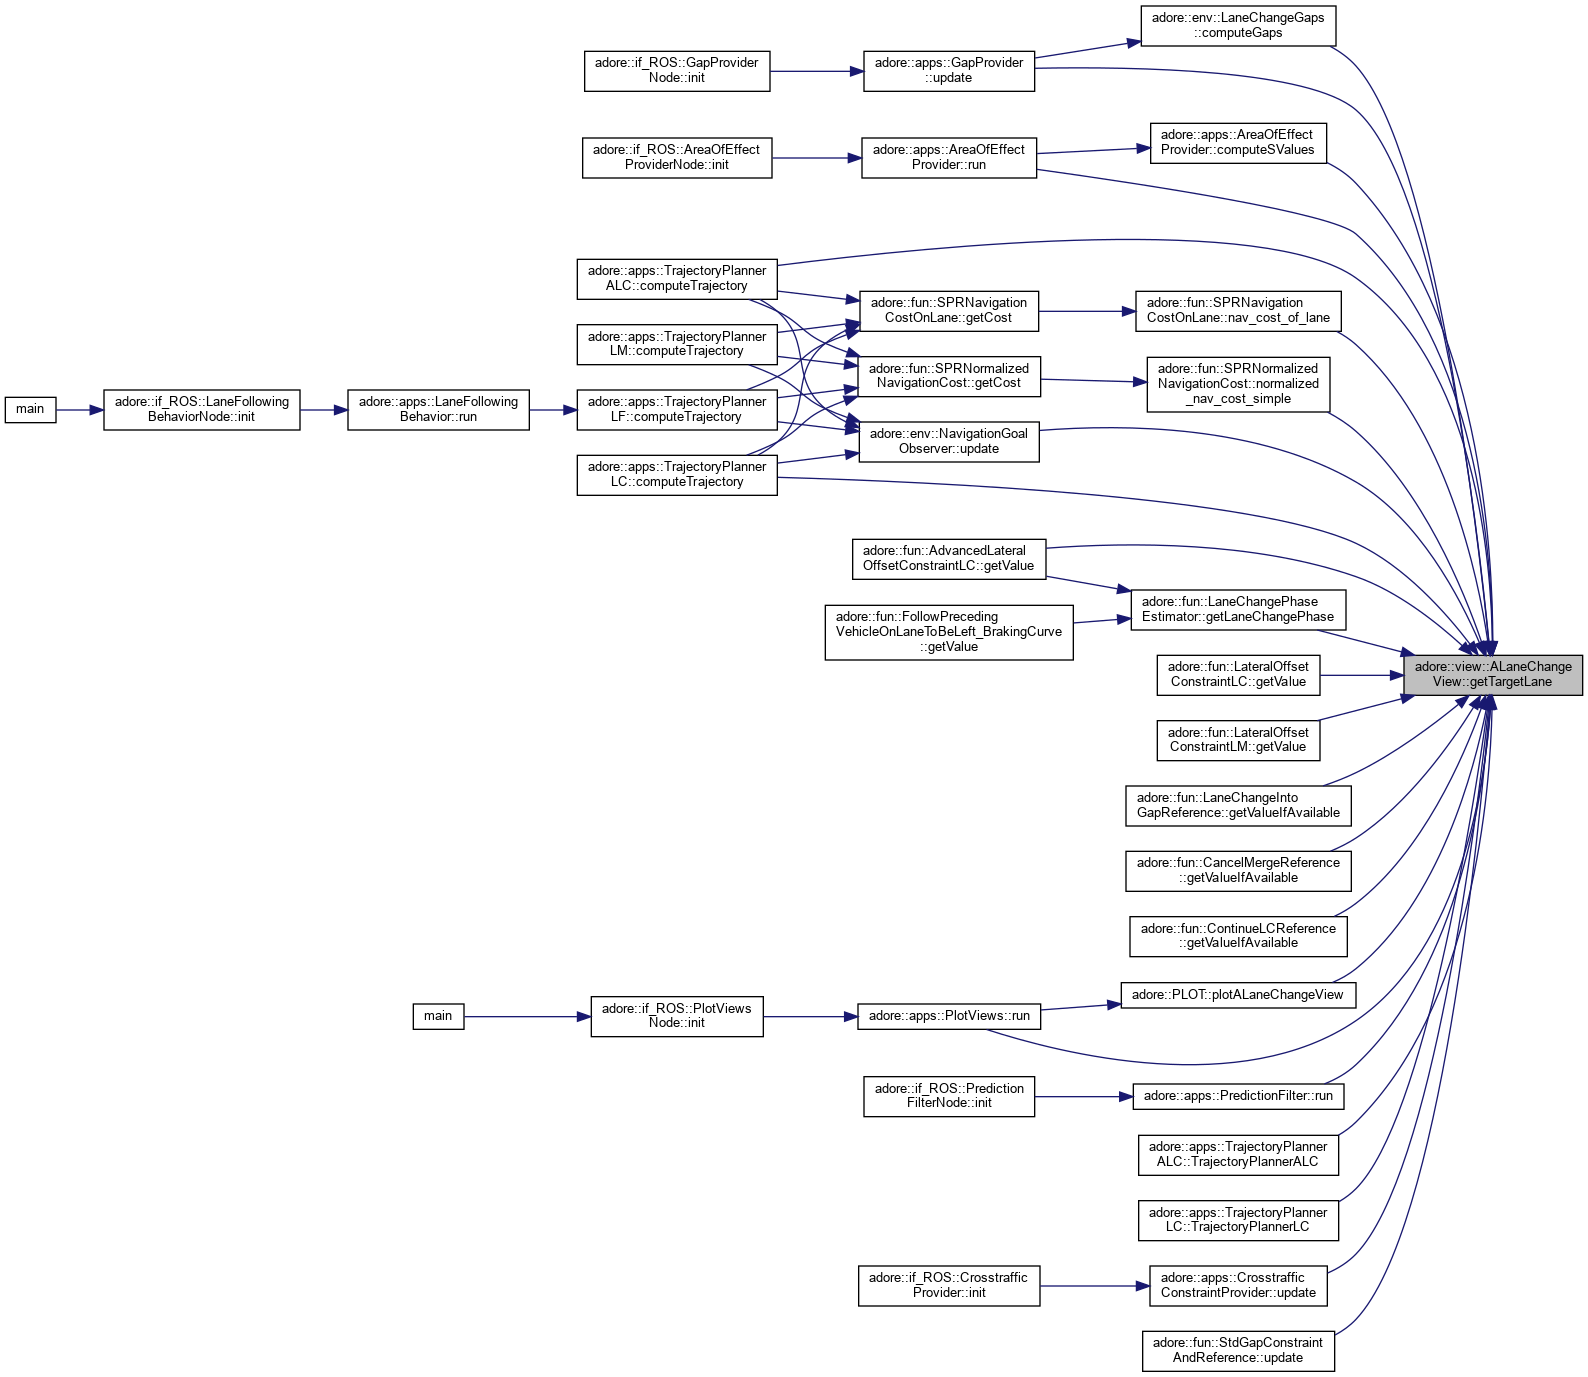 adore::env::LaneChangeGaps
::computeGaps
adore::if_ROS::GapProvider
Node::init
adore::apps::GapProvider
::update
adore::apps::AreaOfEffect
Provider::computeSValues
adore::if_ROS::AreaOfEffect
ProviderNode::init
adore::apps::AreaOfEffect
Provider::run
adore::apps::TrajectoryPlanner
ALC::computeTrajectory
adore::fun::SPRNavigation
CostOnLane::getCost
adore::fun::SPRNavigation
CostOnLane::nav_cost_of_lane
adore::apps::TrajectoryPlanner
LM::computeTrajectory
adore::fun::SPRNormalized
NavigationCost::getCost
adore::fun::SPRNormalized
NavigationCost::normalized
_nav_cost_simple
main
adore::if_ROS::LaneFollowing
BehaviorNode::init
adore::apps::LaneFollowing
Behavior::run
adore::apps::TrajectoryPlanner
LF::computeTrajectory
adore::env::NavigationGoal
Observer::update
adore::apps::TrajectoryPlanner
LC::computeTrajectory
adore::fun::AdvancedLateral
OffsetConstraintLC::getValue
adore::fun::LaneChangePhase
Estimator::getLaneChangePhase
adore::fun::FollowPreceding
VehicleOnLaneToBeLeft_BrakingCurve
::getValue
adore::fun::LateralOffset
ConstraintLC::getValue
adore::view::ALaneChange
View::getTargetLane
adore::fun::LateralOffset
ConstraintLM::getValue
adore::fun::LaneChangeInto
GapReference::getValueIfAvailable
adore::fun::CancelMergeReference
::getValueIfAvailable
adore::fun::ContinueLCReference
::getValueIfAvailable
adore::PLOT::plotALaneChangeView
main
adore::if_ROS::PlotViews
Node::init
adore::apps::PlotViews::run
adore::if_ROS::Prediction
FilterNode::init
adore::apps::PredictionFilter::run
adore::apps::TrajectoryPlanner
ALC::TrajectoryPlannerALC
adore::apps::TrajectoryPlanner
LC::TrajectoryPlannerLC
adore::if_ROS::Crosstraffic
Provider::init
adore::apps::Crosstraffic
ConstraintProvider::update
adore::fun::StdGapConstraint
AndReference::update